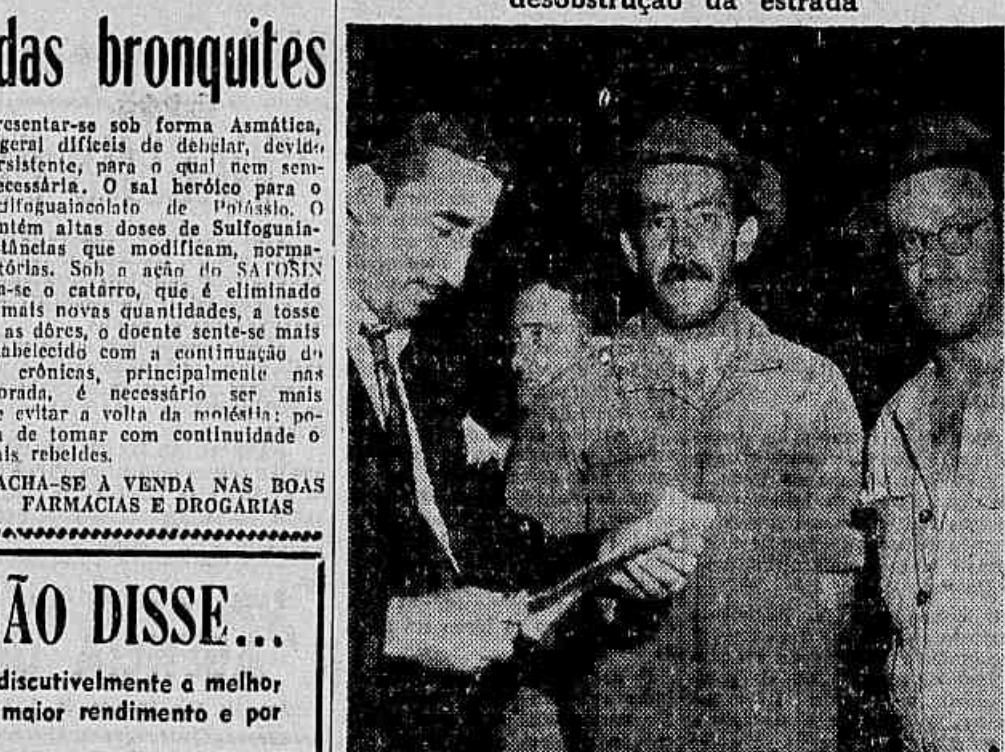 desobstrução da estrada
das bronquites
resentar-se sob forma Asmática,
geral difíceis de debelar, devido
rsistente, para o qual nem sem-
ecessária. O sal heróico para o
ulfoguaiacolato de Potássio. O
ntém altas doses de Sulfoguaia-
tâncias que modificam, norma-
tórias. Sob a ação do SATOSIN
a-se o catarro, que é eliminado
mais novas quantidades, a tosse
as dôres, o doente sente-se mais
abelecido com a continuação do
crônicas, principalmente nas
orada, é necessário ser mais
e evitar a volta da moléstia; po-
a de tomar com continuidade o
ais rebeldes.
ACHA-SE A VENDA NAS BOAS
FARMÁCIAS E DROGARIAS
ÃO DISSE...
discutivelmente a melhor
maior rendimento e por